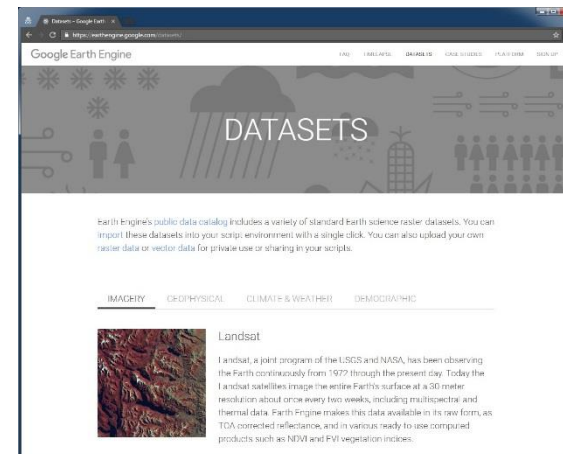 Datasets - Google Earth
https://earthengine.google.com/datasets/
Google Earth Engine
FAQ TIMELAPSE DATASETS CASE STUDIES PLATFORM SIGN UP
DATASETS
Earth Engine's public data catalog includes a variety of standard Earth science raster datasets. You can
import these datasets into your script environment with a single click. You can also upload your own
raster data or vector data for private use or sharing in your scripts.
IMAGERY GEOPHYSICAL CLIMATE & WEATHER DEMOGRAPHIC
Landsat
Landsat, a joint program of the USGS and NASA, has been observing
the Earth continuously from 1972 through the present day. Today the
Landsat satellites image the entire Earth's surface at a 30 meter
resolution about once every two weeks, including multispectral and
thermal data. Earth Engine makes this data available in its raw form, as
TOA corrected reflectance, and in various ready to use computed
products such as NDVI and EVI vegetation indices.